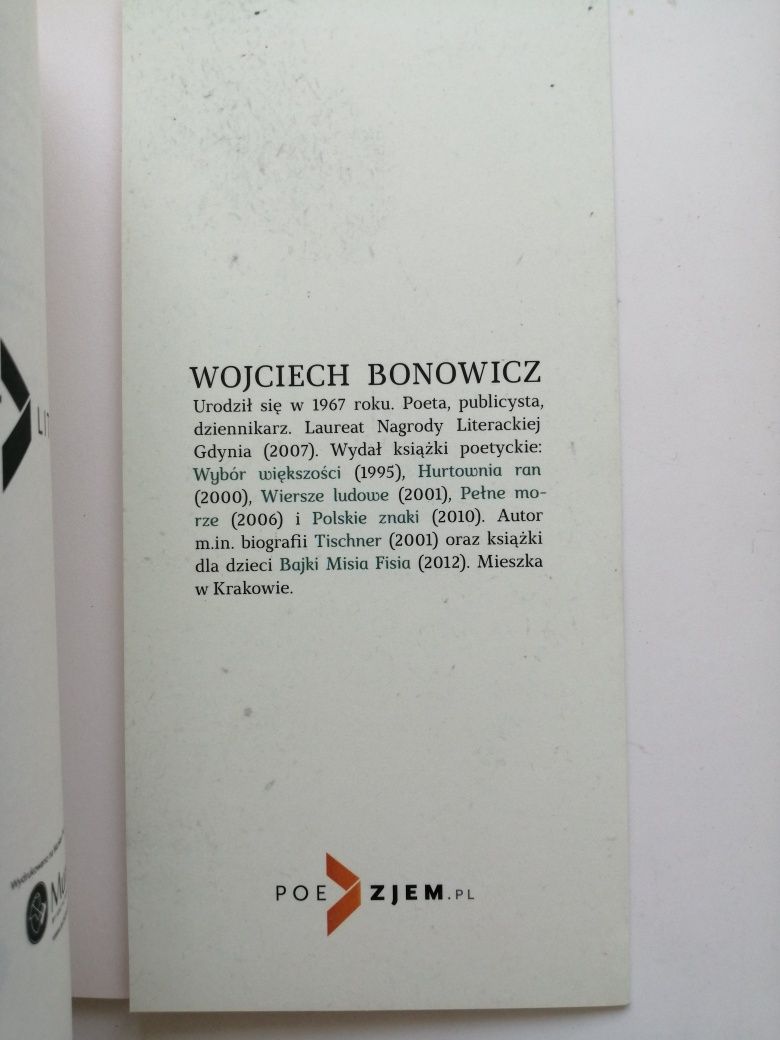 WOJCIECH BONOWICZ
Urodził się w 1967 roku. Poeta, publicysta,
dziennikarz. Laureat Nagrody Literackiej
Gdynia (2007). Wydał książki poetyckie:
Wybór większości (1995), Hurtownia ran
(2000), Wiersze ludowe (2001), Pełne mo-
rze (2006) i Polskie znaki (2010). Autor
m.in. biografii Tischner (2001) oraz książki
dla dzieci Bajki Misia Fisia (2012). Mieszka
w Krakowie.
POEZJEM.PL